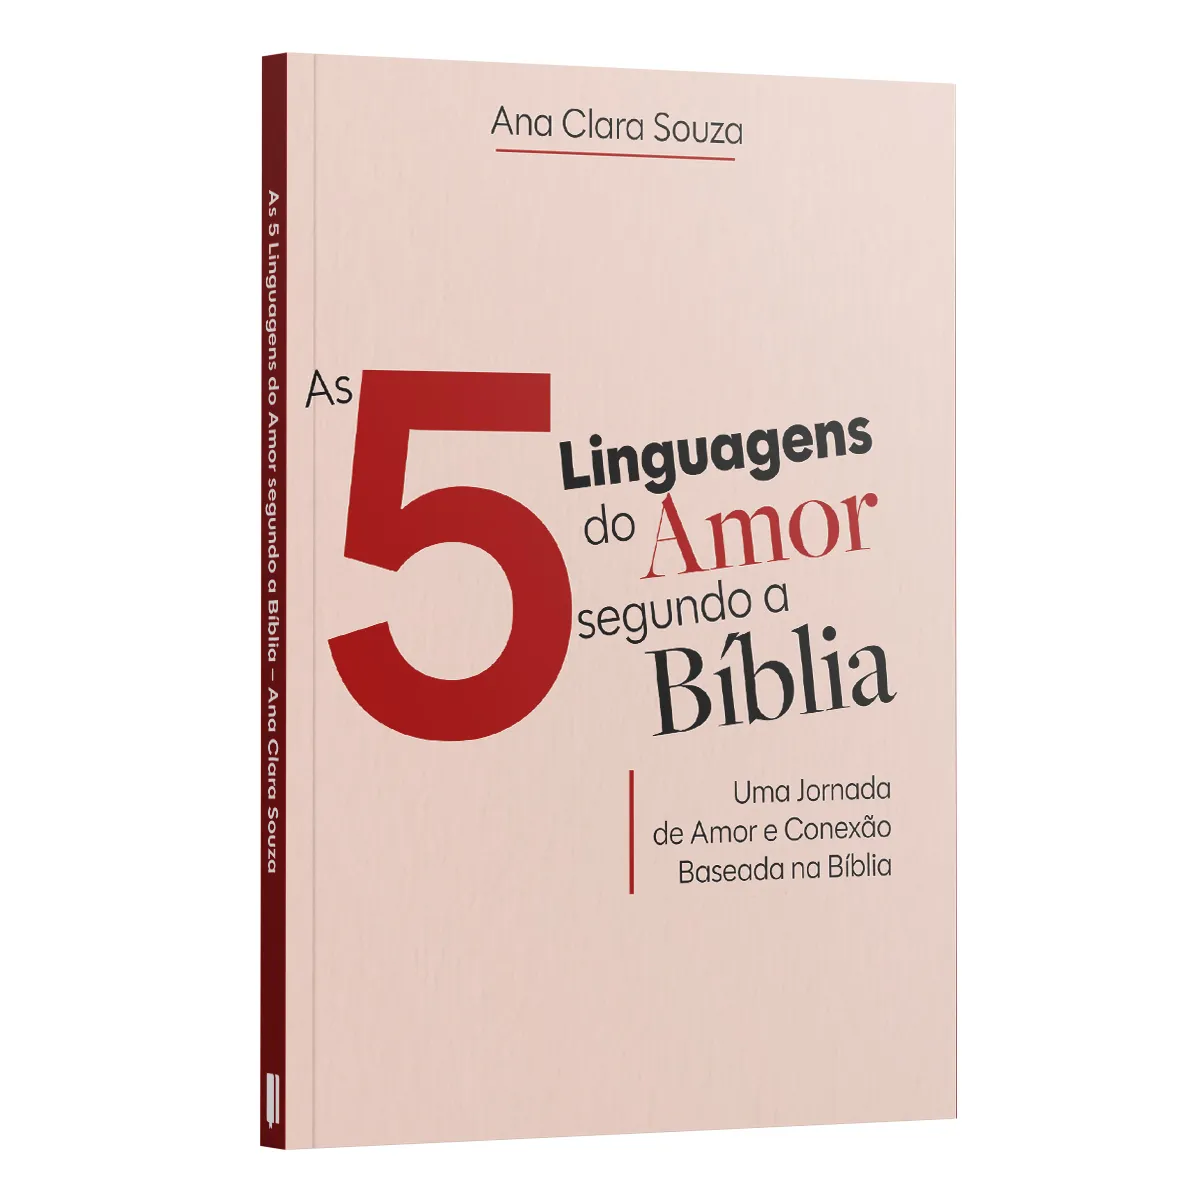 Ana Clara Souza
As 5 Linguagens
do Amor
segundo a
Bíblia
Uma Jornada
de Amor e Conexão
Baseada na Bíblia
As 5 Linguagens do Amor segundo a Bíblia – Ana Clara Souza